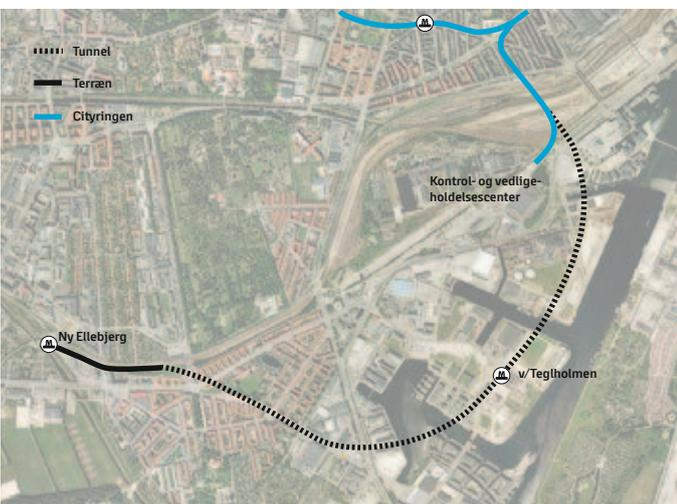 Tunnel
Terræn
Cityringen
Kontrol- og vedlige-
holdelsescenter
Ny Ellebjerg
v/Teglholmen